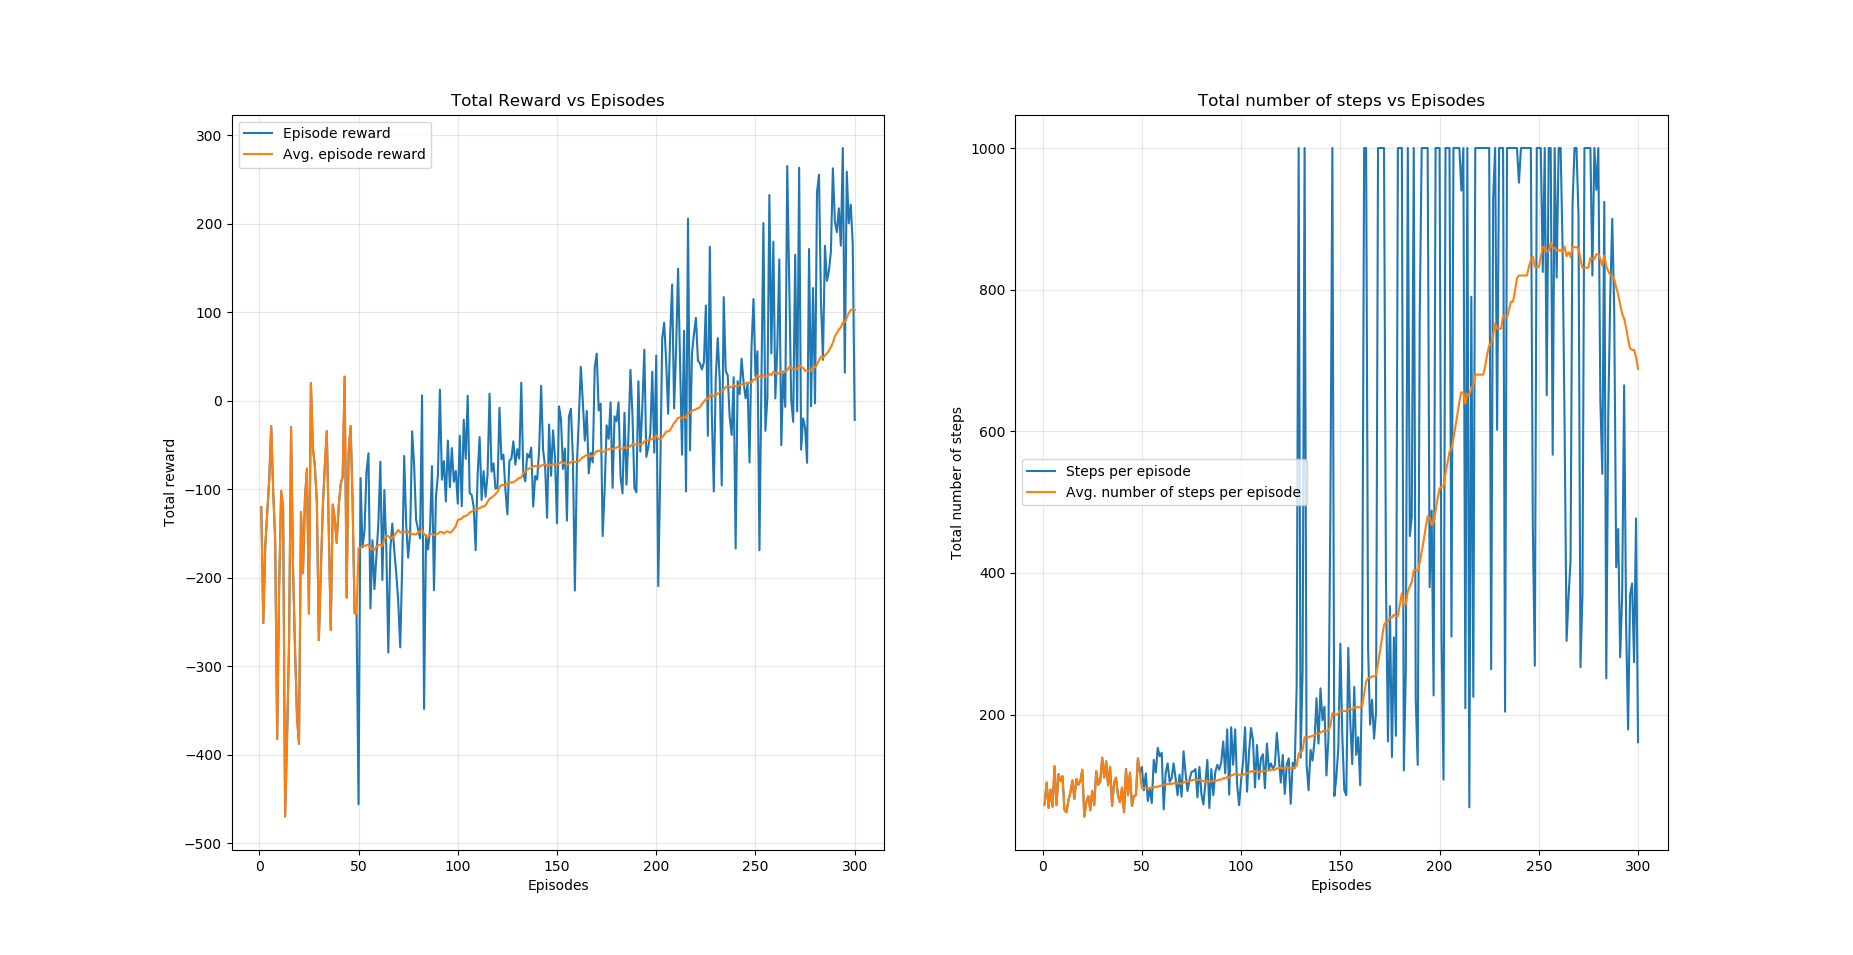 Total Reward vs Episodes
Episode reward
Avg. episode reward
300
200
100
0
−100
−200
−300
−400
−500
Total reward
0 50 100 150 200 250 300
Episodes
Total number of steps vs Episodes
Steps per episode
Avg. number of steps per episode
1000
800
600
400
200
Total number of steps
0 50 100 150 200 250 300
Episodes